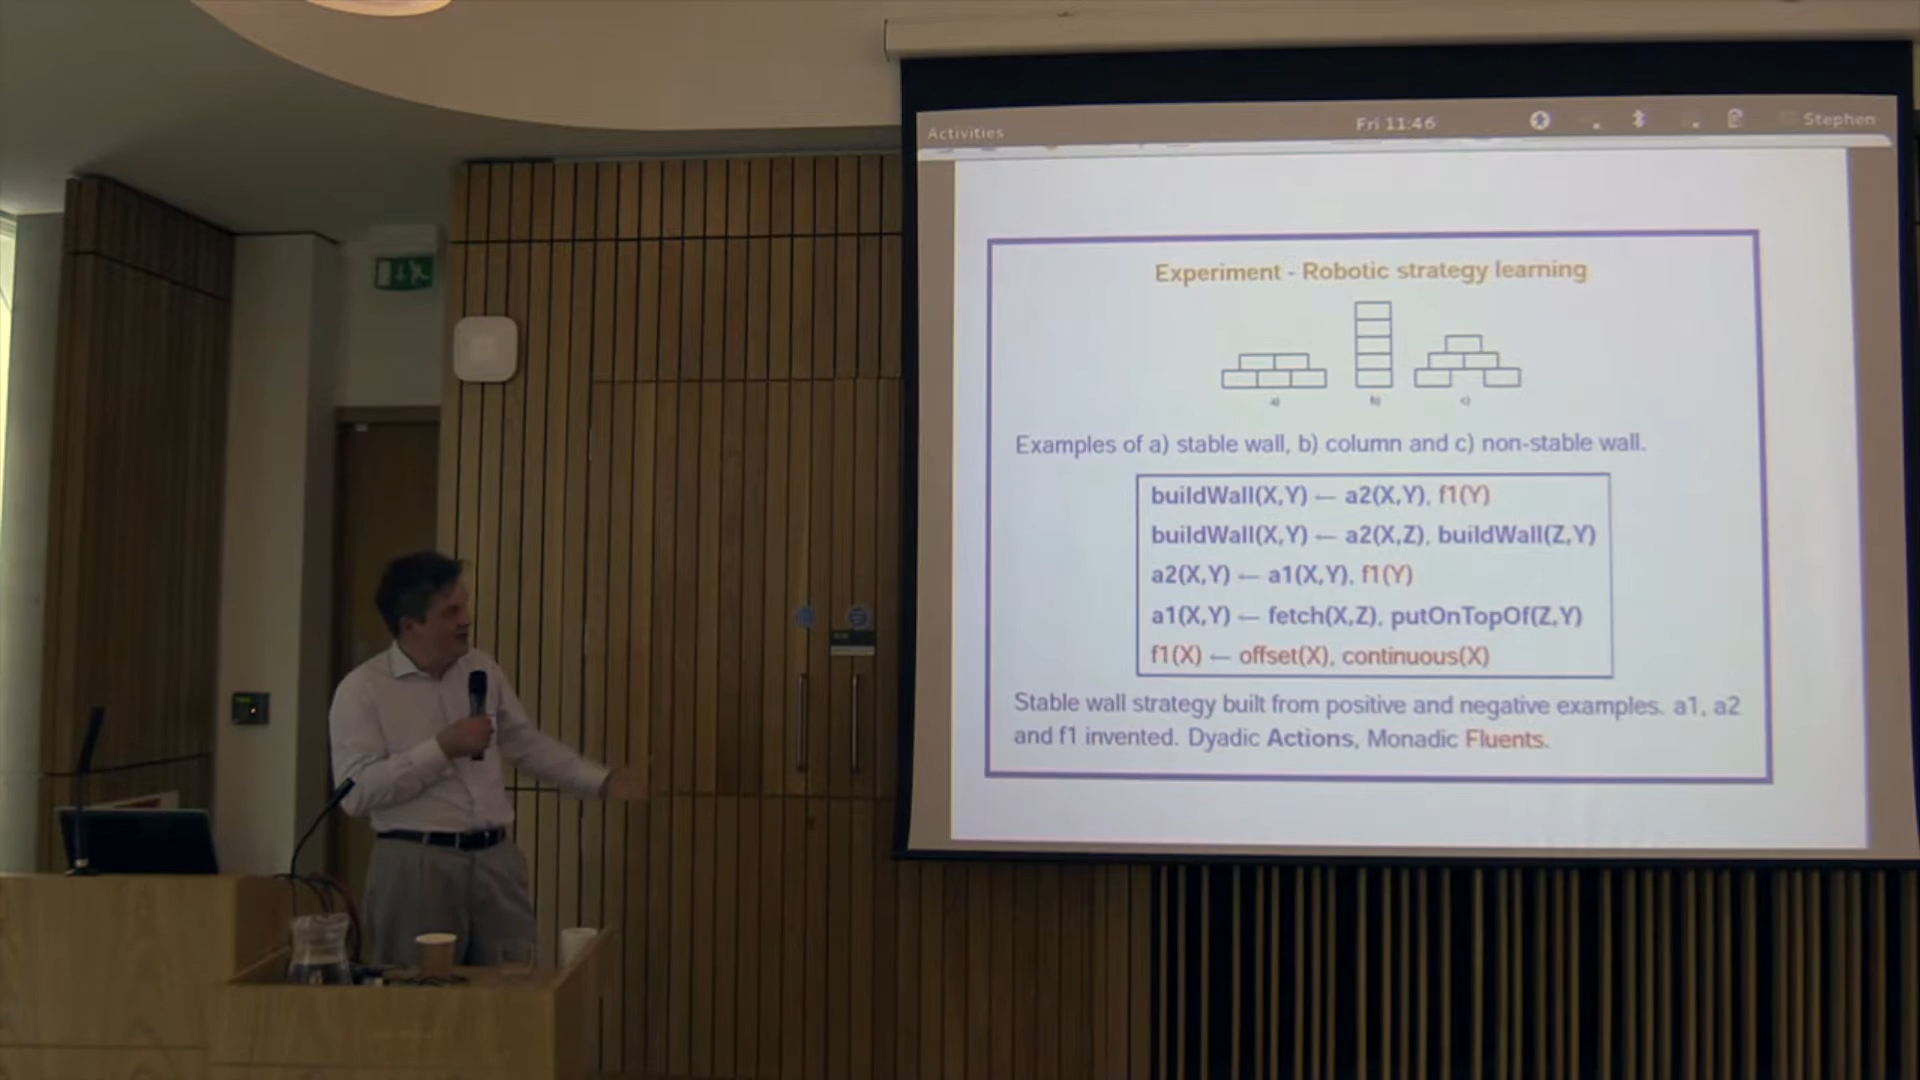 Activities
Fri 11:46
Stephen
Experiment - Robotic strategy learning
a)
b)
c)
Examples of a) stable wall, b) column and c) non-stable wall.
buildWall(X,Y) ← a2(X,Y), f1(Y)
buildWall(X,Y) ← a2(X,Z), buildWall(Z,Y)
a2(X,Y) ← a1(X,Y), f1(Y)
a1(X,Y) ← fetch(X,Z), putOnTopOf(Z,Y)
f1(X) ← offset(X), continuous(X)
Stable wall strategy built from positive and negative examples. a1, a2
and f1 invented. Dyadic Actions, Monadic Fluents.